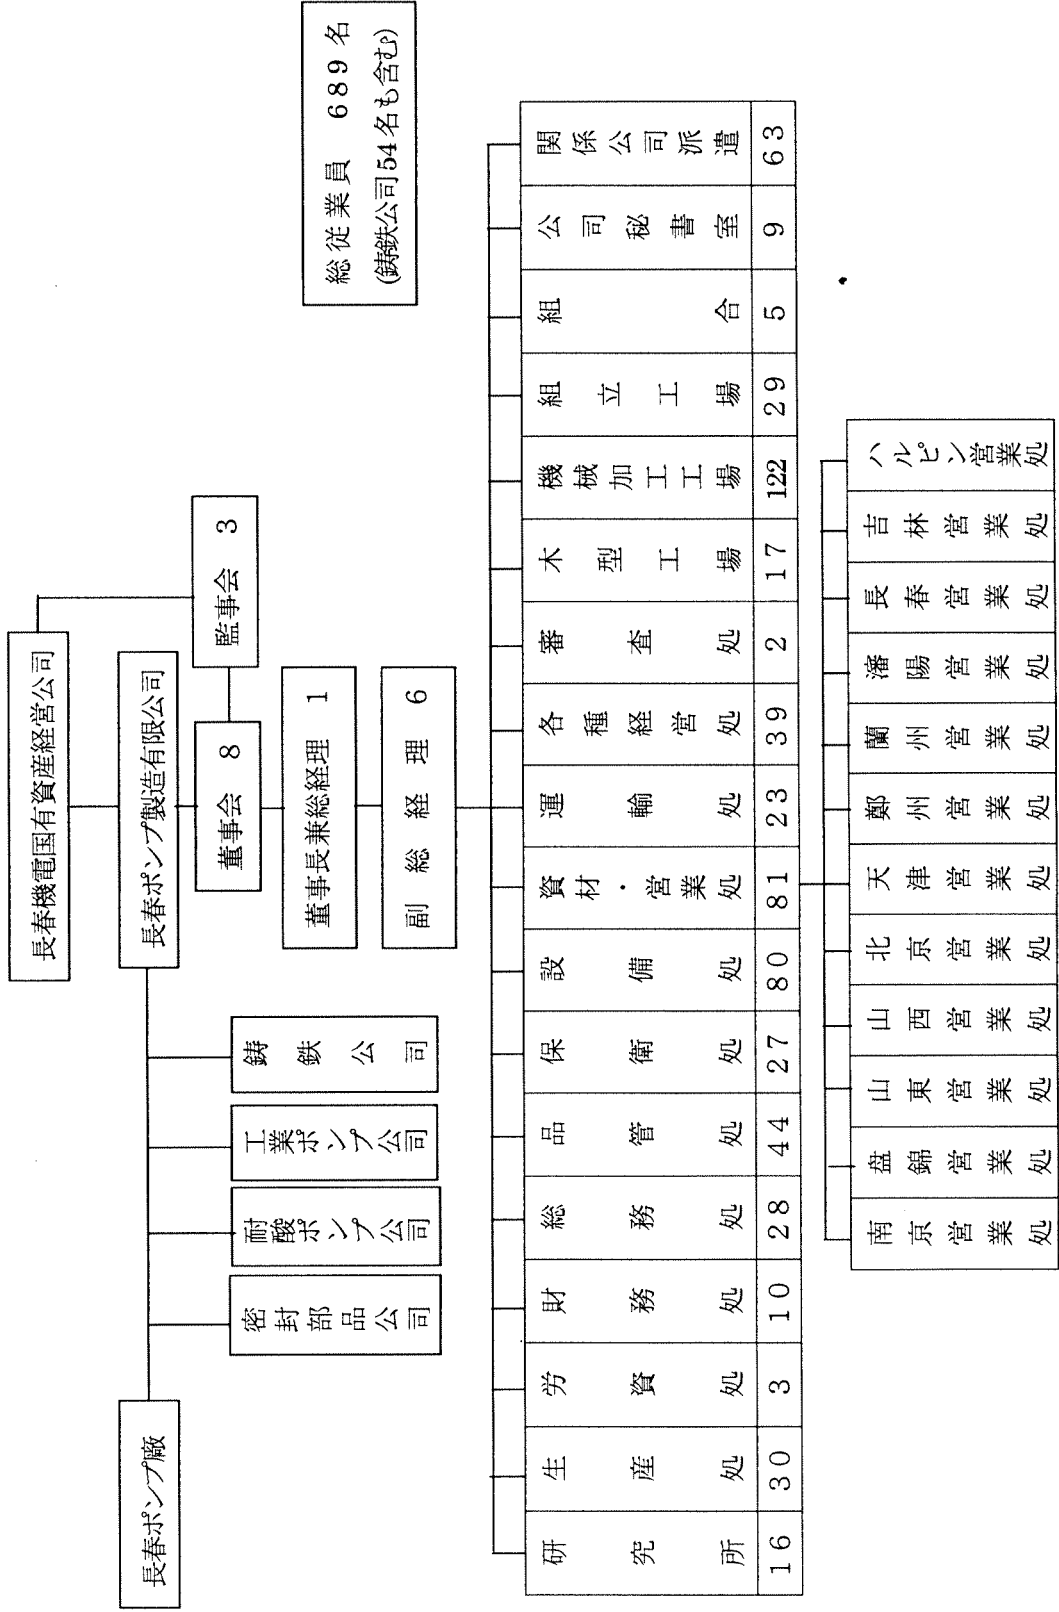 長春機電国有資産経営公司
長春ポンプ廠
長春ポンプ製造有限公司
監事会 3
董事会 8
董事長兼総経理 1
副総経理 6
総従業員 689名
(鋳鉄公司54名も含む)
密封部品公司
耐酸ポンプ公司
工業ポンプ公司
鋳鉄公司
研究所 16
生産処 30
労資処 3
財務処 10
総務処 28
品管処 44
保衛処 27
設備処 80
資材・営業処 81
運輸処 23
各種経営処 39
審査処 2
木型工場 17
機械加工工場 122
組立工場 29
組合 5
公司秘書室 9
関係公司派遣 63
南京営業処
盘錦営業処
山東営業処
山西営業処
北京営業処
天津営業処
鄭州営業処
蘭州営業処
瀋陽営業処
長春営業処
吉林営業処
ハルピン営業処